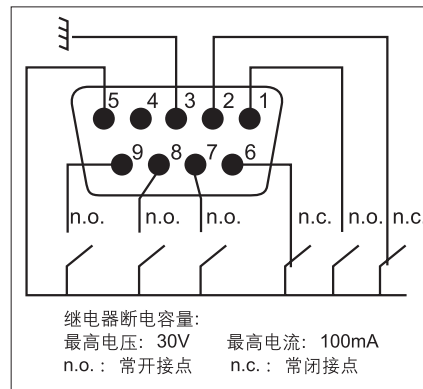 5 4 3 2 1
9 8 7 6
n.o. n.o. n.o. n.c. n.o. n.c.
继电器断电容量:
最高电压: 30V 最高电流: 100mA
n.o. : 常开接点 n.c. : 常闭接点